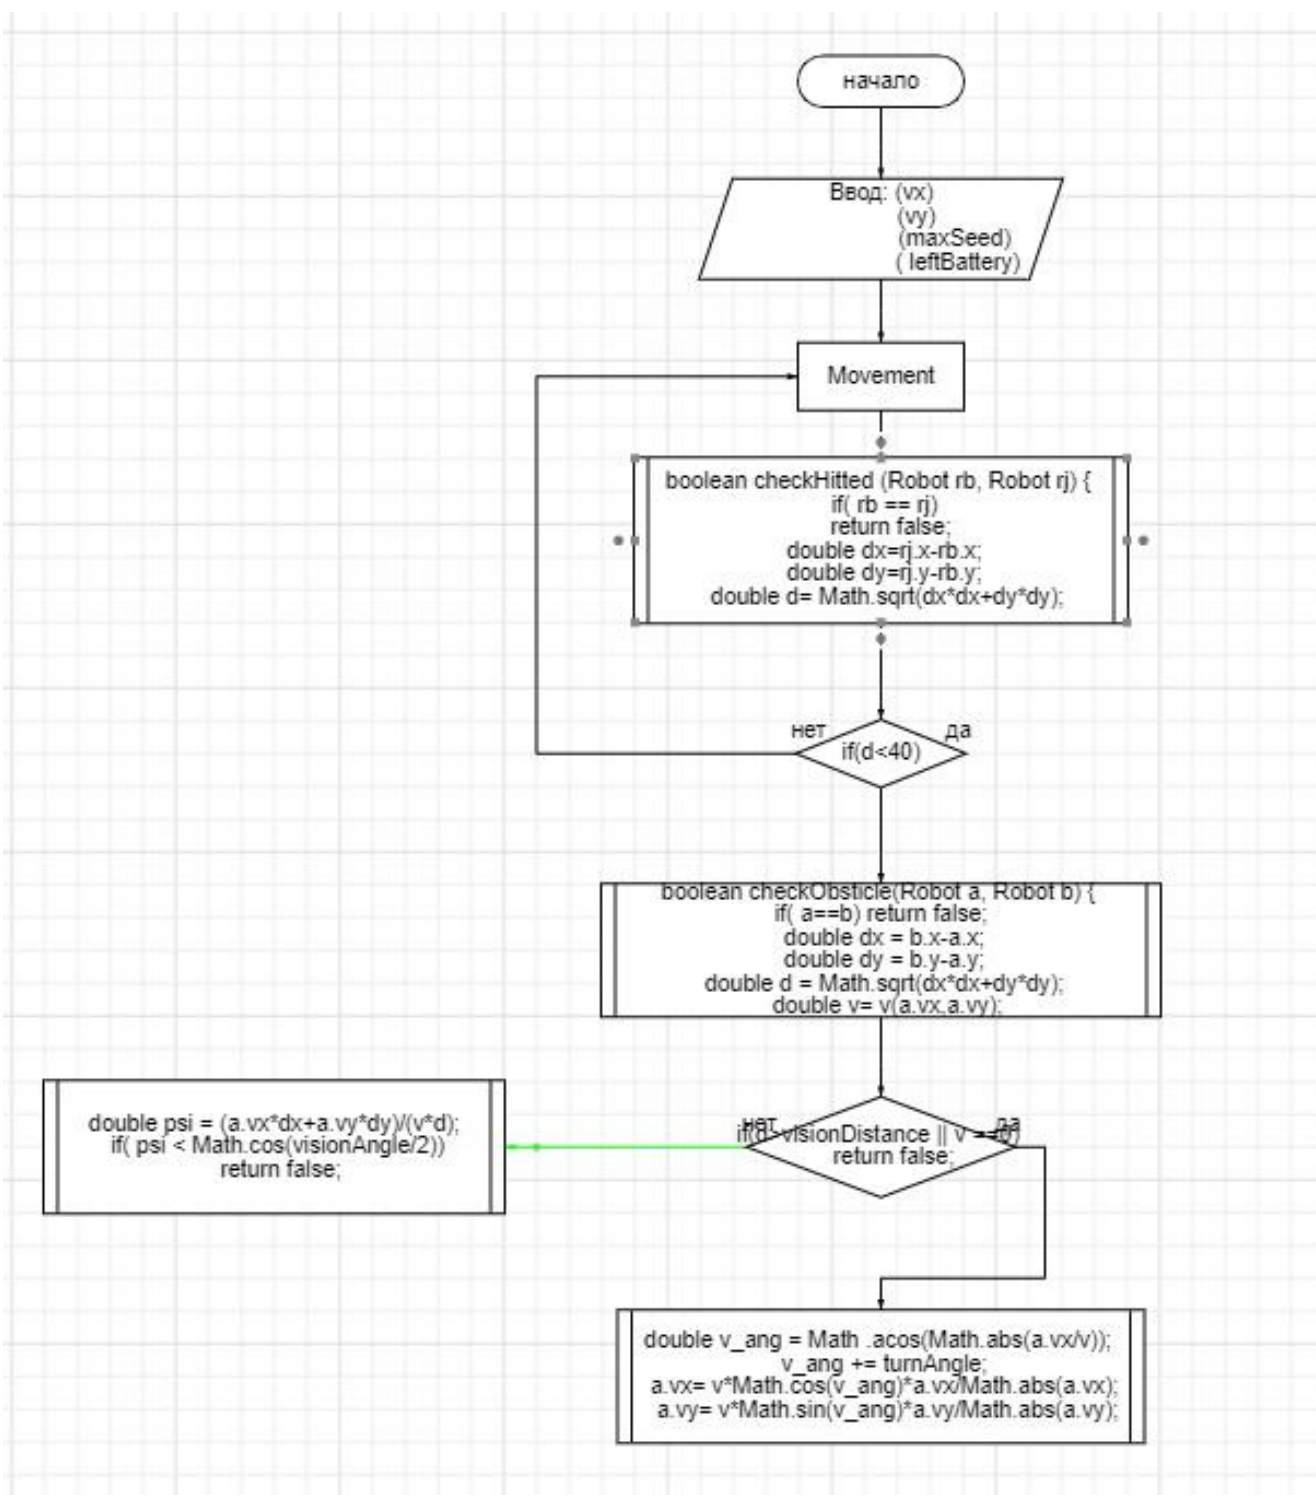 начало
Ввод: (vx)
(vy)
(maxSeed)
( leftBattery)
Movement
boolean checkHitted (Robot rb, Robot rj) {
if( rb == rj)
return false;
double dx=rj.x-rb.x;
double dy=rj.y-rb.y;
double d= Math.sqrt(dx*dx+dy*dy);
нет
да
if(d<40)
boolean checkObsticle(Robot a, Robot b) {
if( a==b) return false;
double dx = b.x-a.x;
double dy = b.y-a.y;
double d = Math.sqrt(dx*dx+dy*dy);
double v= v(a.vx,a.vy);
нет
да
visionDistance || v ==0)
return false;
double psi = (a.vx*dx+a.vy*dy)/(v*d);
if( psi < Math.cos(visionAngle/2))
return false;
double v_ang = Math .acos(Math.abs(a.vx/v));
v_ang += turnAngle;
a.vx= v*Math.cos(v_ang)*a.vx/Math.abs(a.vx);
a.vy= v*Math.sin(v_ang)*a.vy/Math.abs(a.vy);